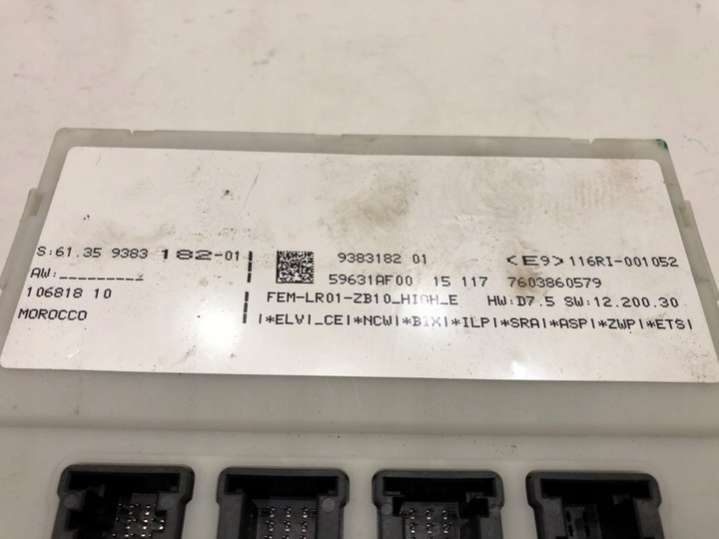 S:61.35 9383 182-01
AW:_________
106818 10
MOROCCO
9383182 01 <E9>116RI-001052
59631AF00 15 117 7603860579
FEM-LR01-ZB10_HIGH_E HW:D7.5 SW:12.200.30
|*ELV|_CE|*NCW|*BIX|*ILP|*SRA|*ASP|*ZWP|*ETS|